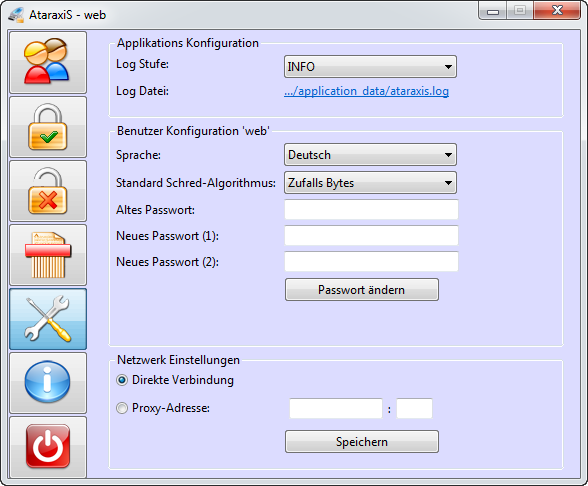 AtaraxiS - web
Applikations Konfiguration
Log Stufe: INFO
Log Datei: .../application_data/ataraxis.log
Benutzer Konfiguration 'web'
Sprache: Deutsch
Standard Schred-Algorithmus: Zufalls Bytes
Altes Passwort:
Neues Passwort (1):
Neues Passwort (2):
Passwort ändern
Netzwerk Einstellungen
Direkte Verbindung
Proxy-Adresse: :
Speichern